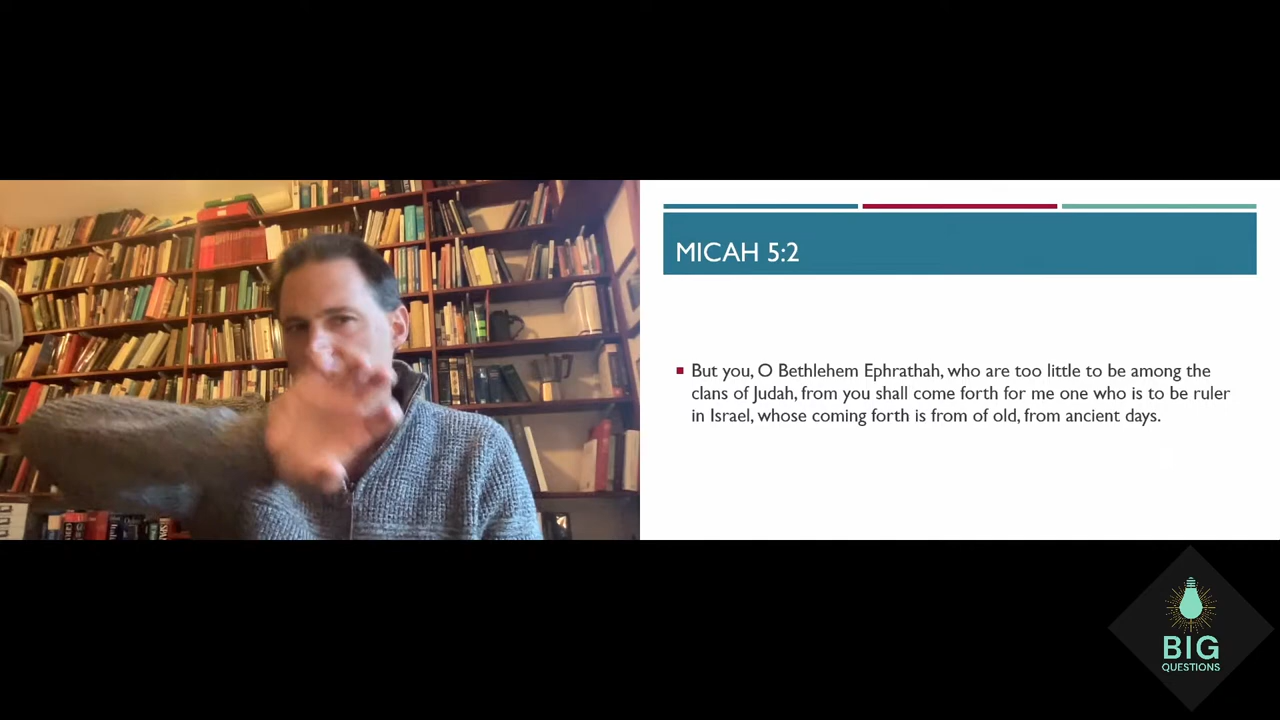 MICAH 5:2
But you, O Bethlehem Ephrathah, who are too little to be among the
clans of Judah, from you shall come forth for me one who is to be ruler
in Israel, whose coming forth is from of old, from ancient days.
BIG
QUESTIONS